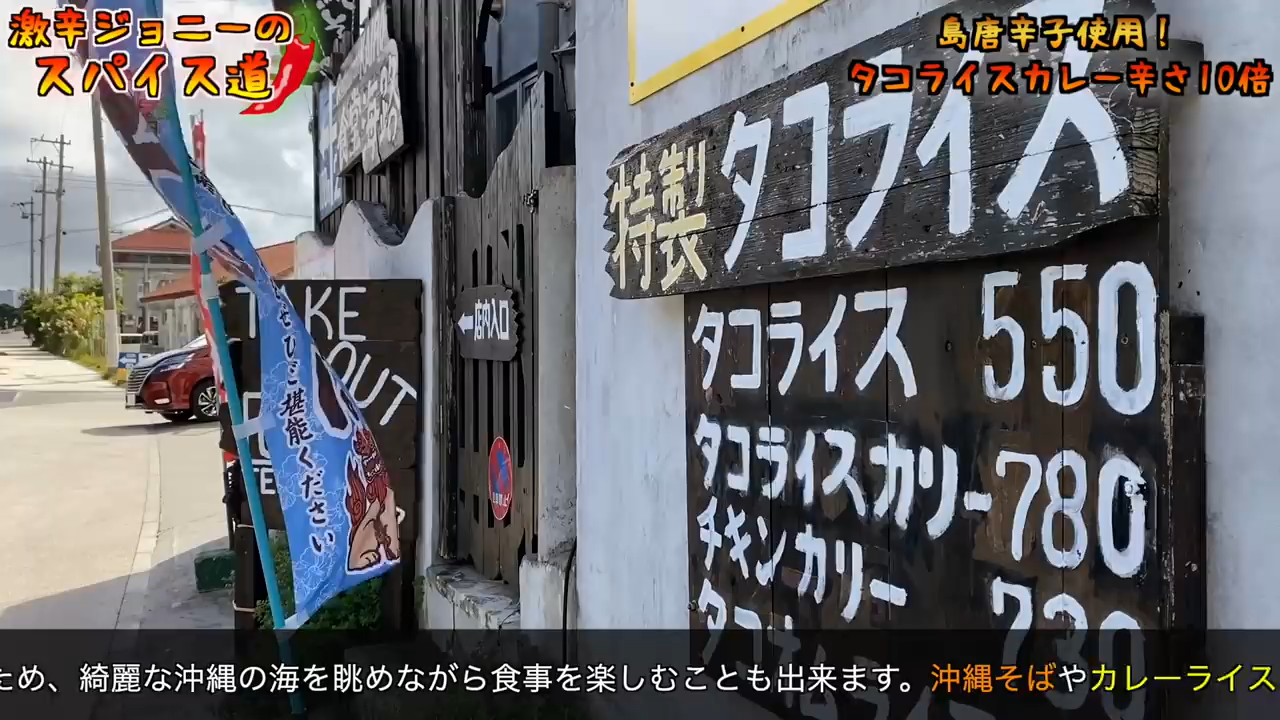 激辛ジョニーの
スパイス道
島唐辛子使用！
タコライスカレー辛さ10倍
特製 タコライス
タコライス 550
タコライスカリー 780
チキンカリー 730
TAKE
OUT
←店内入口
ぜひご堪能ください
ため、綺麗な沖縄の海を眺めながら食事を楽しむことも出来ます。沖縄そばやカレーライス